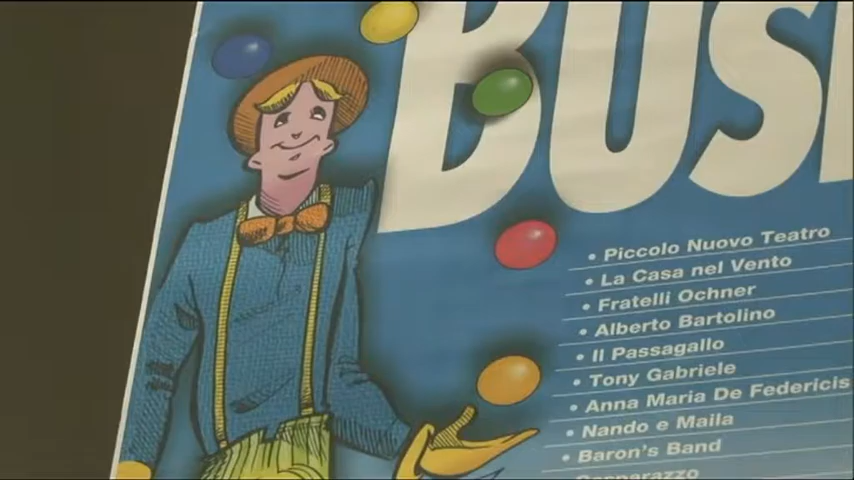 BUS
• Piccolo Nuovo Teatro
• La Casa nel Vento
• Fratelli Ochner
• Alberto Bartolino
• Il Passagallo
• Tony Gabriele
• Anna Maria De Federicis
• Nando e Maila
• Baron's Band
Gasparazzo